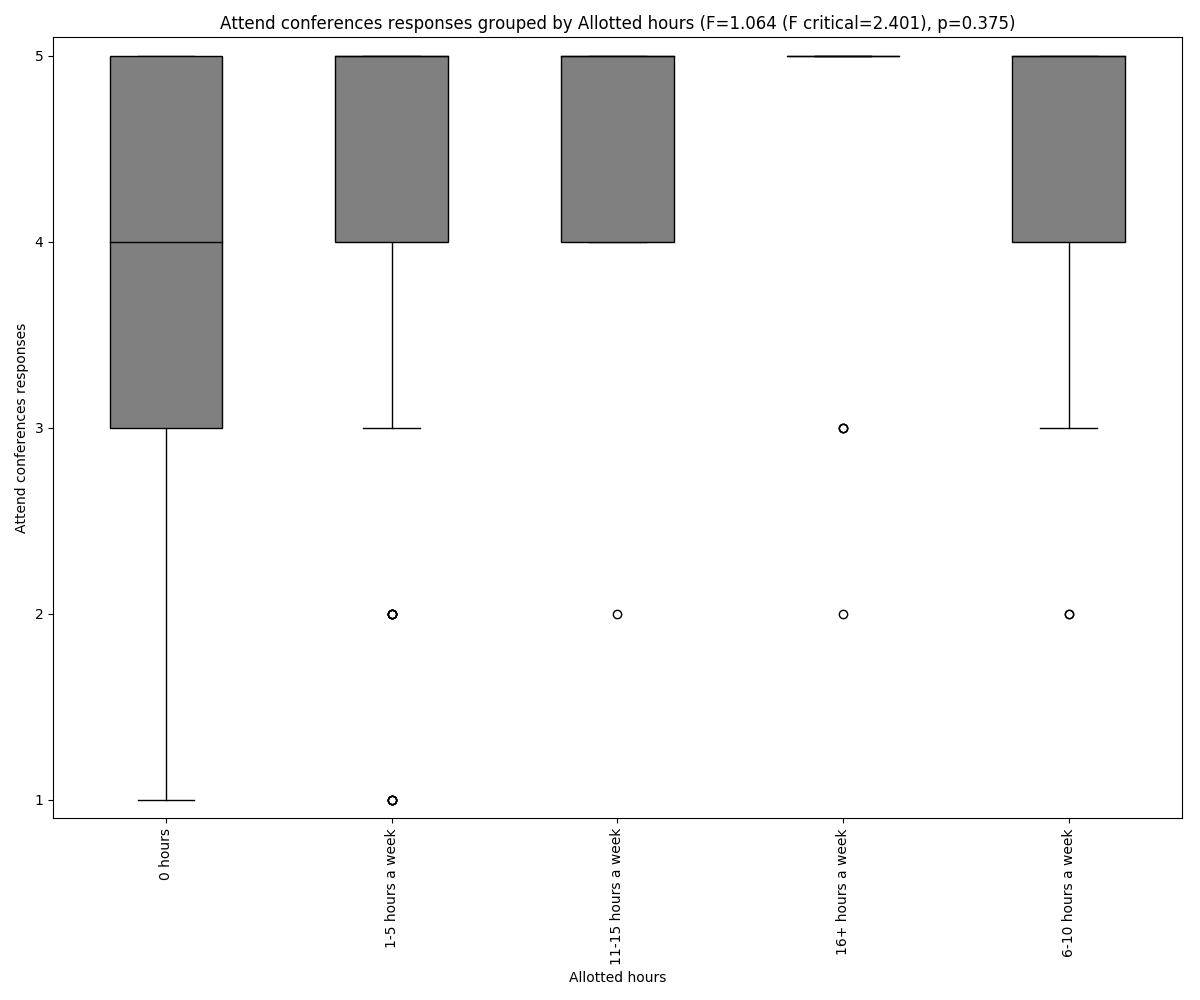 Attend conferences responses grouped by Allotted hours (F=1.064 (F critical=2.401), p=0.375)
5
4
3
2
1
Attend conferences responses
0 hours
1-5 hours a week
11-15 hours a week
16+ hours a week
6-10 hours a week
Allotted hours